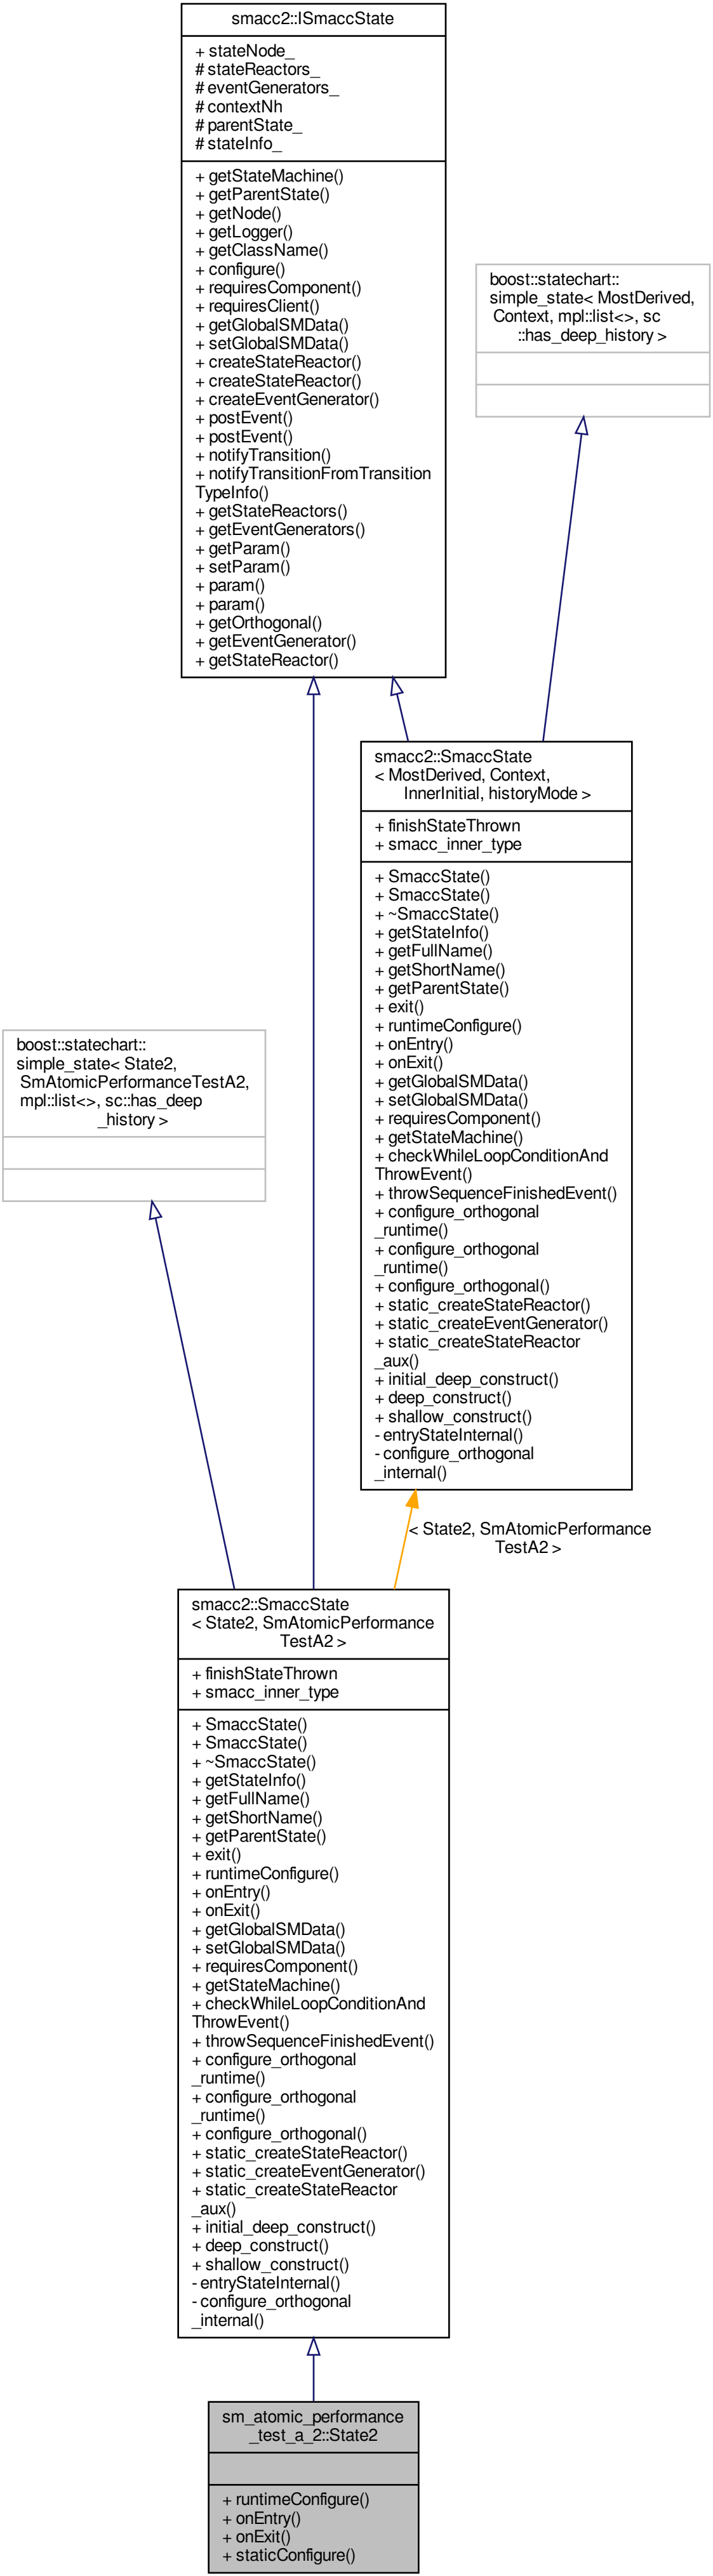 smacc2::ISmaccState
+ stateNode_
# stateReactors_
# eventGenerators_
# contextNh
# parentState_
# stateInfo_
+ getStateMachine()
+ getParentState()
+ getNode()
+ getLogger()
+ getClassName()
+ configure()
+ requiresComponent()
+ requiresClient()
+ getGlobalSMData()
+ setGlobalSMData()
+ createStateReactor()
+ createStateReactor()
+ createEventGenerator()
+ postEvent()
+ postEvent()
+ notifyTransition()
+ notifyTransitionFromTransition
TypeInfo()
+ getStateReactors()
+ getEventGenerators()
+ getParam()
+ setParam()
+ param()
+ param()
+ getOrthogonal()
+ getEventGenerator()
+ getStateReactor()
boost::statechart::
simple_state< MostDerived,
Context, mpl::list<>, sc
::has_deep_history >
smacc2::SmaccState
< MostDerived, Context,
InnerInitial, historyMode >
+ finishStateThrown
+ smacc_inner_type
+ SmaccState()
+ SmaccState()
+ ~SmaccState()
+ getStateInfo()
+ getFullName()
+ getShortName()
+ getParentState()
+ exit()
+ runtimeConfigure()
+ onEntry()
+ onExit()
+ getGlobalSMData()
+ setGlobalSMData()
+ requiresComponent()
+ getStateMachine()
+ checkWhileLoopConditionAnd
ThrowEvent()
+ throwSequenceFinishedEvent()
+ configure_orthogonal
_runtime()
+ configure_orthogonal
_runtime()
+ configure_orthogonal()
+ static_createStateReactor()
+ static_createEventGenerator()
+ static_createStateReactor
_aux()
+ initial_deep_construct()
+ deep_construct()
+ shallow_construct()
- entryStateInternal()
- configure_orthogonal
_internal()
boost::statechart::
simple_state< State2,
SmAtomicPerformanceTestA2,
mpl::list<>, sc::has_deep
_history >
< State2, SmAtomicPerformance
TestA2 >
smacc2::SmaccState
< State2, SmAtomicPerformance
TestA2 >
+ finishStateThrown
+ smacc_inner_type
+ SmaccState()
+ SmaccState()
+ ~SmaccState()
+ getStateInfo()
+ getFullName()
+ getShortName()
+ getParentState()
+ exit()
+ runtimeConfigure()
+ onEntry()
+ onExit()
+ getGlobalSMData()
+ setGlobalSMData()
+ requiresComponent()
+ getStateMachine()
+ checkWhileLoopConditionAnd
ThrowEvent()
+ throwSequenceFinishedEvent()
+ configure_orthogonal
_runtime()
+ configure_orthogonal
_runtime()
+ configure_orthogonal()
+ static_createStateReactor()
+ static_createEventGenerator()
+ static_createStateReactor
_aux()
+ initial_deep_construct()
+ deep_construct()
+ shallow_construct()
- entryStateInternal()
- configure_orthogonal
_internal()
sm_atomic_performance
_test_a_2::State2
+ runtimeConfigure()
+ onEntry()
+ onExit()
+ staticConfigure()